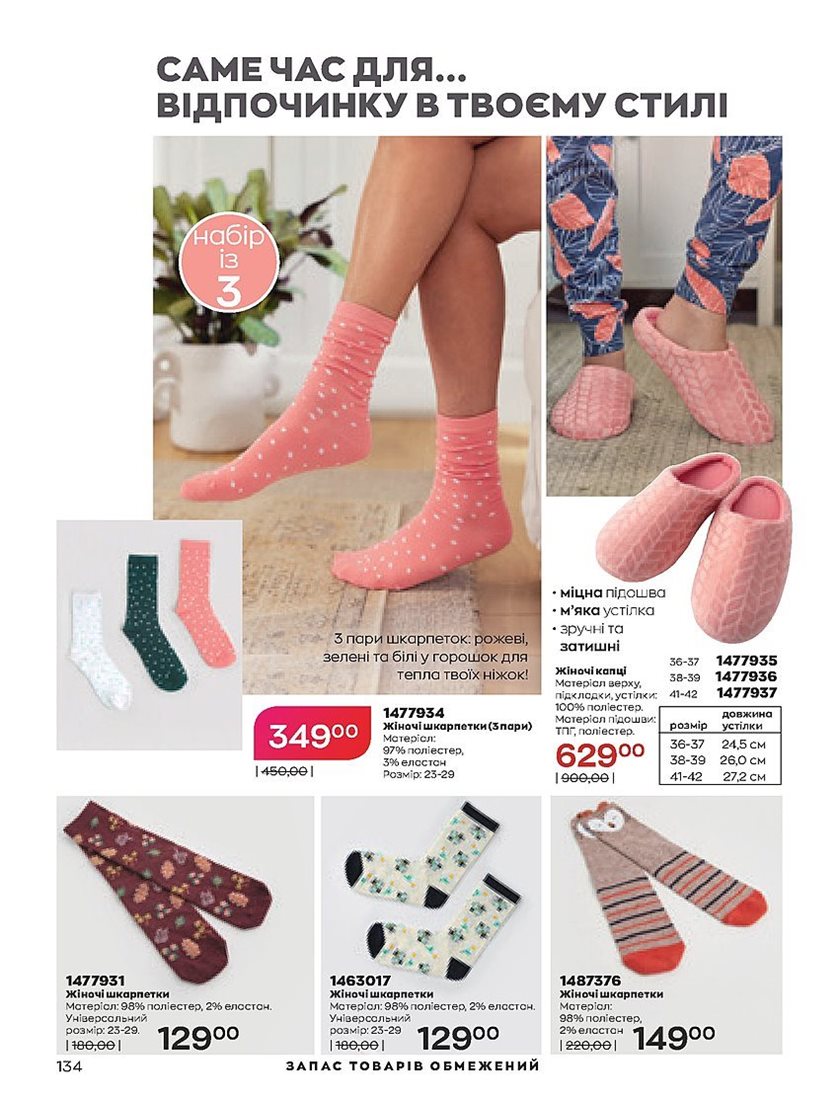 САМЕ ЧАС ДЛЯ...
ВІДПОЧИНКУ В ТВОЄМУ СТИЛІ
набір
із
3
3 пари шкарпеток: рожеві,
зелені та білі у горошок для
тепла твоїх ніжок!
349⁰⁰
|450,00|
1477934
Жіночі шкарпетки (3 пари)
Матеріал:
97% поліестер,
3% еластан
Розмір: 23-29
• міцна підошва
• м'яка устілка
• зручні та
затишні
Жіночі капці
Матеріал верху,
підкладки, устілки:
100% поліестер.
Матеріал підошви:
ТПГ, поліестер.
629⁰⁰
|900,00|
36-37 1477935
38-39 1477936
41-42 1477937
розмір довжина устілки
36-37 24,5 см
38-39 26,0 см
41-42 27,2 см
1477931
Жіночі шкарпетки
Матеріал: 98% поліестер, 2% еластан.
Універсальний
розмір: 23-29.
|180,00|
129⁰⁰
1463017
Жіночі шкарпетки
Матеріал: 98% поліестер, 2% еластан.
Універсальний
розмір: 23-29
|180,00|
129⁰⁰
1487376
Жіночі шкарпетки
Матеріал:
98% поліестер,
2% еластан
|220,00|
149⁰⁰
134
ЗАПАС ТОВАРІВ ОБМЕЖЕНИЙ